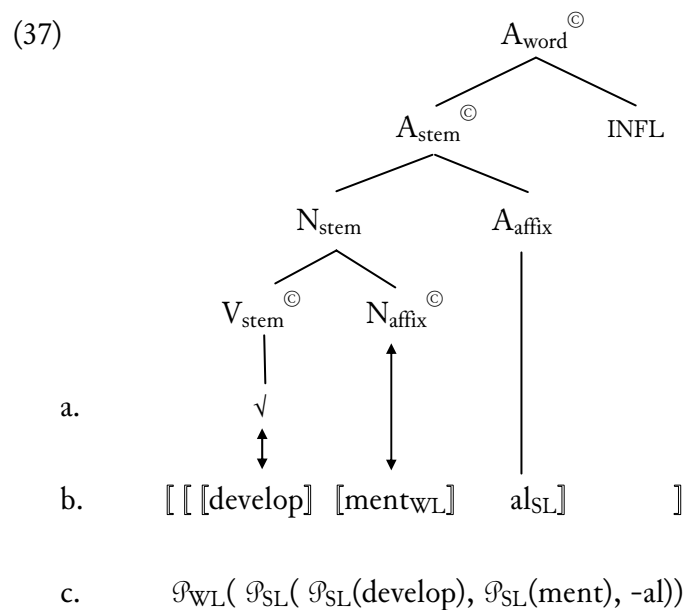 (37) A_word ©
A_stem © INFL
N_stem A_affix
V_stem © N_affix ©
a. √
b. ⟦ ⟦ [develop⟧ ⟦ment_WL⟧ al_SL⟧ ⟧
c. 𝒫_WL( 𝒫_SL( 𝒫_SL(develop), 𝒫_SL(ment), -al))